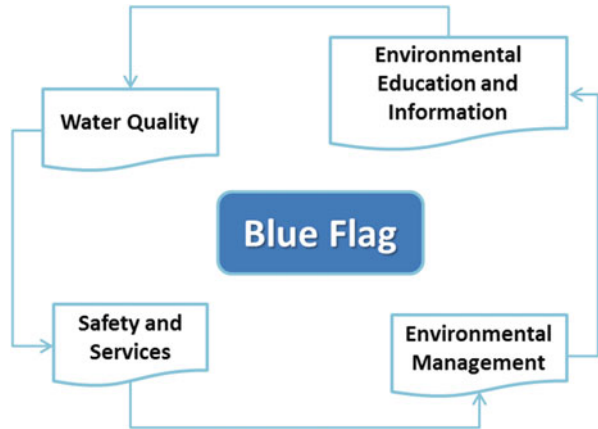 Environmental
Education and
Information
Water Quality
Blue Flag
Safety and
Services
Environmental
Management